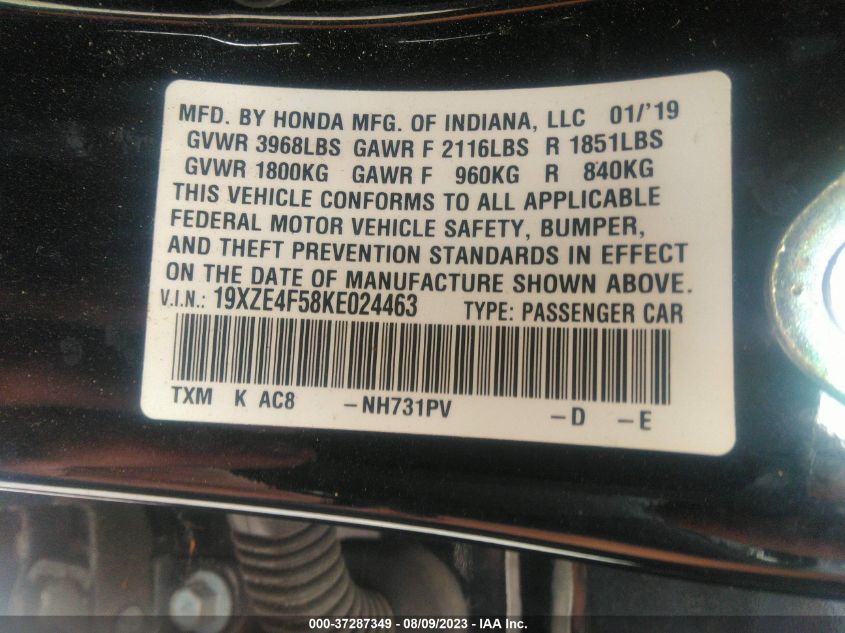 MFD. BY HONDA MFG. OF INDIANA, LLC 01/'19
GVWR 3968LBS GAWR F 2116LBS R 1851LBS
GVWR 1800KG GAWR F 960KG R 840KG
THIS VEHICLE CONFORMS TO ALL APPLICABLE
FEDERAL MOTOR VEHICLE SAFETY, BUMPER,
AND THEFT PREVENTION STANDARDS IN EFFECT
ON THE DATE OF MANUFACTURE SHOWN ABOVE.
V.I.N.: 19XZE4F58KE024463 TYPE: PASSENGER CAR
TXM K AC8 -NH731PV -D -E
000-37287349 - 08/09/2023 - IAA Inc.